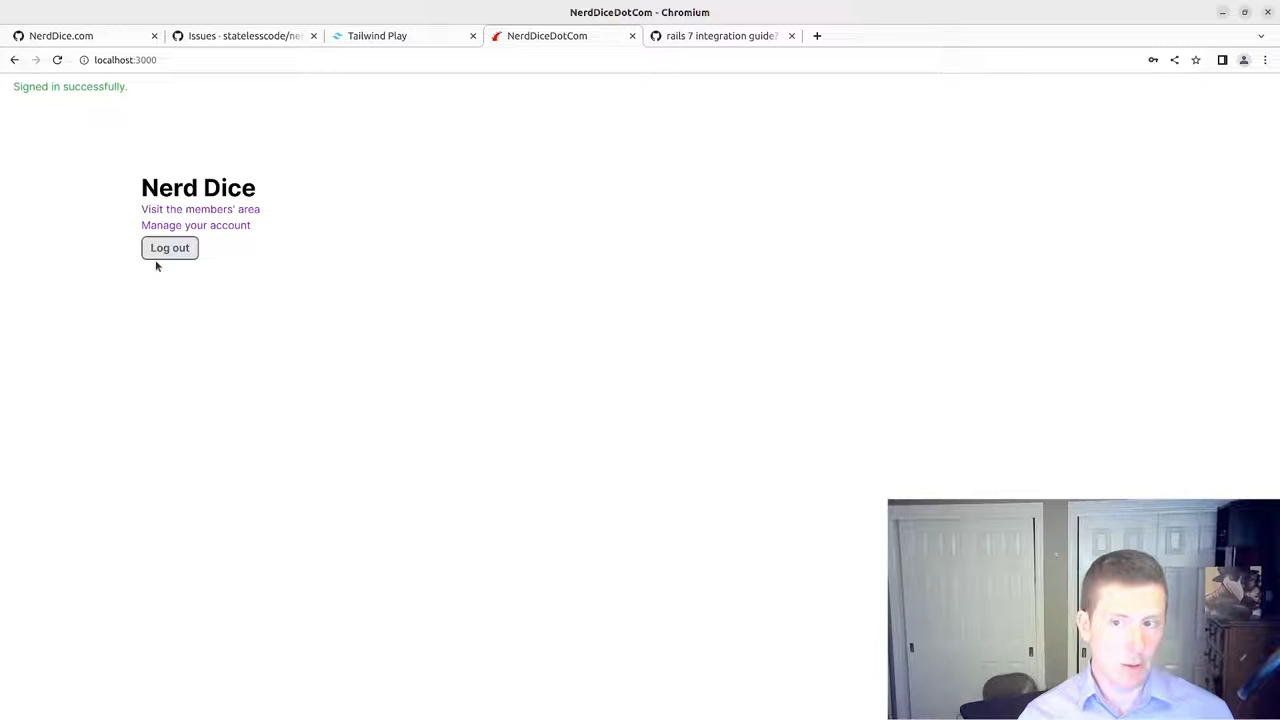 NerdDiceDotCom - Chromium
NerdDice.com
Issues · statelesscode/ner
Tailwind Play
NerdDiceDotCom
rails 7 integration guide?
localhost:3000
Signed in successfully.
Nerd Dice
Visit the members' area
Manage your account
Log out